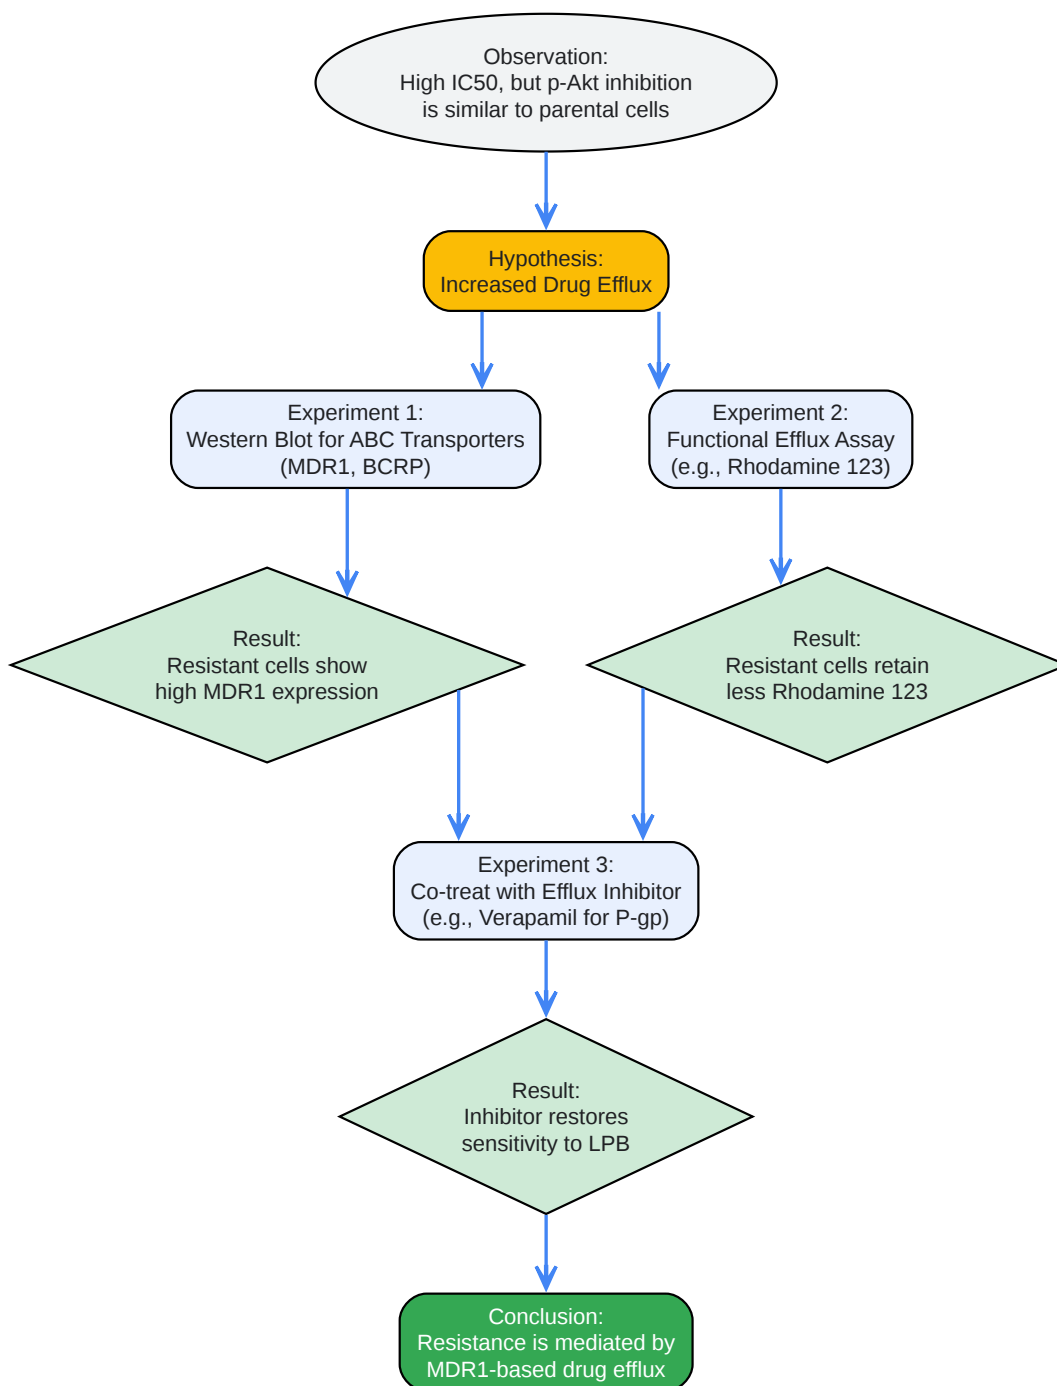 Observation:
High IC50, but p-Akt inhibition
is similar to parental cells
Hypothesis:
Increased Drug Efflux
Experiment 1:
Western Blot for ABC Transporters
(MDR1, BCRP)
Experiment 2:
Functional Efflux Assay
(e.g., Rhodamine 123)
Result:
Resistant cells show
high MDR1 expression
Result:
Resistant cells retain
less Rhodamine 123
Experiment 3:
Co-treat with Efflux Inhibitor
(e.g., Verapamil for P-gp)
Result:
Inhibitor restores
sensitivity to LPB
Conclusion:
Resistance is mediated by
MDR1-based drug efflux